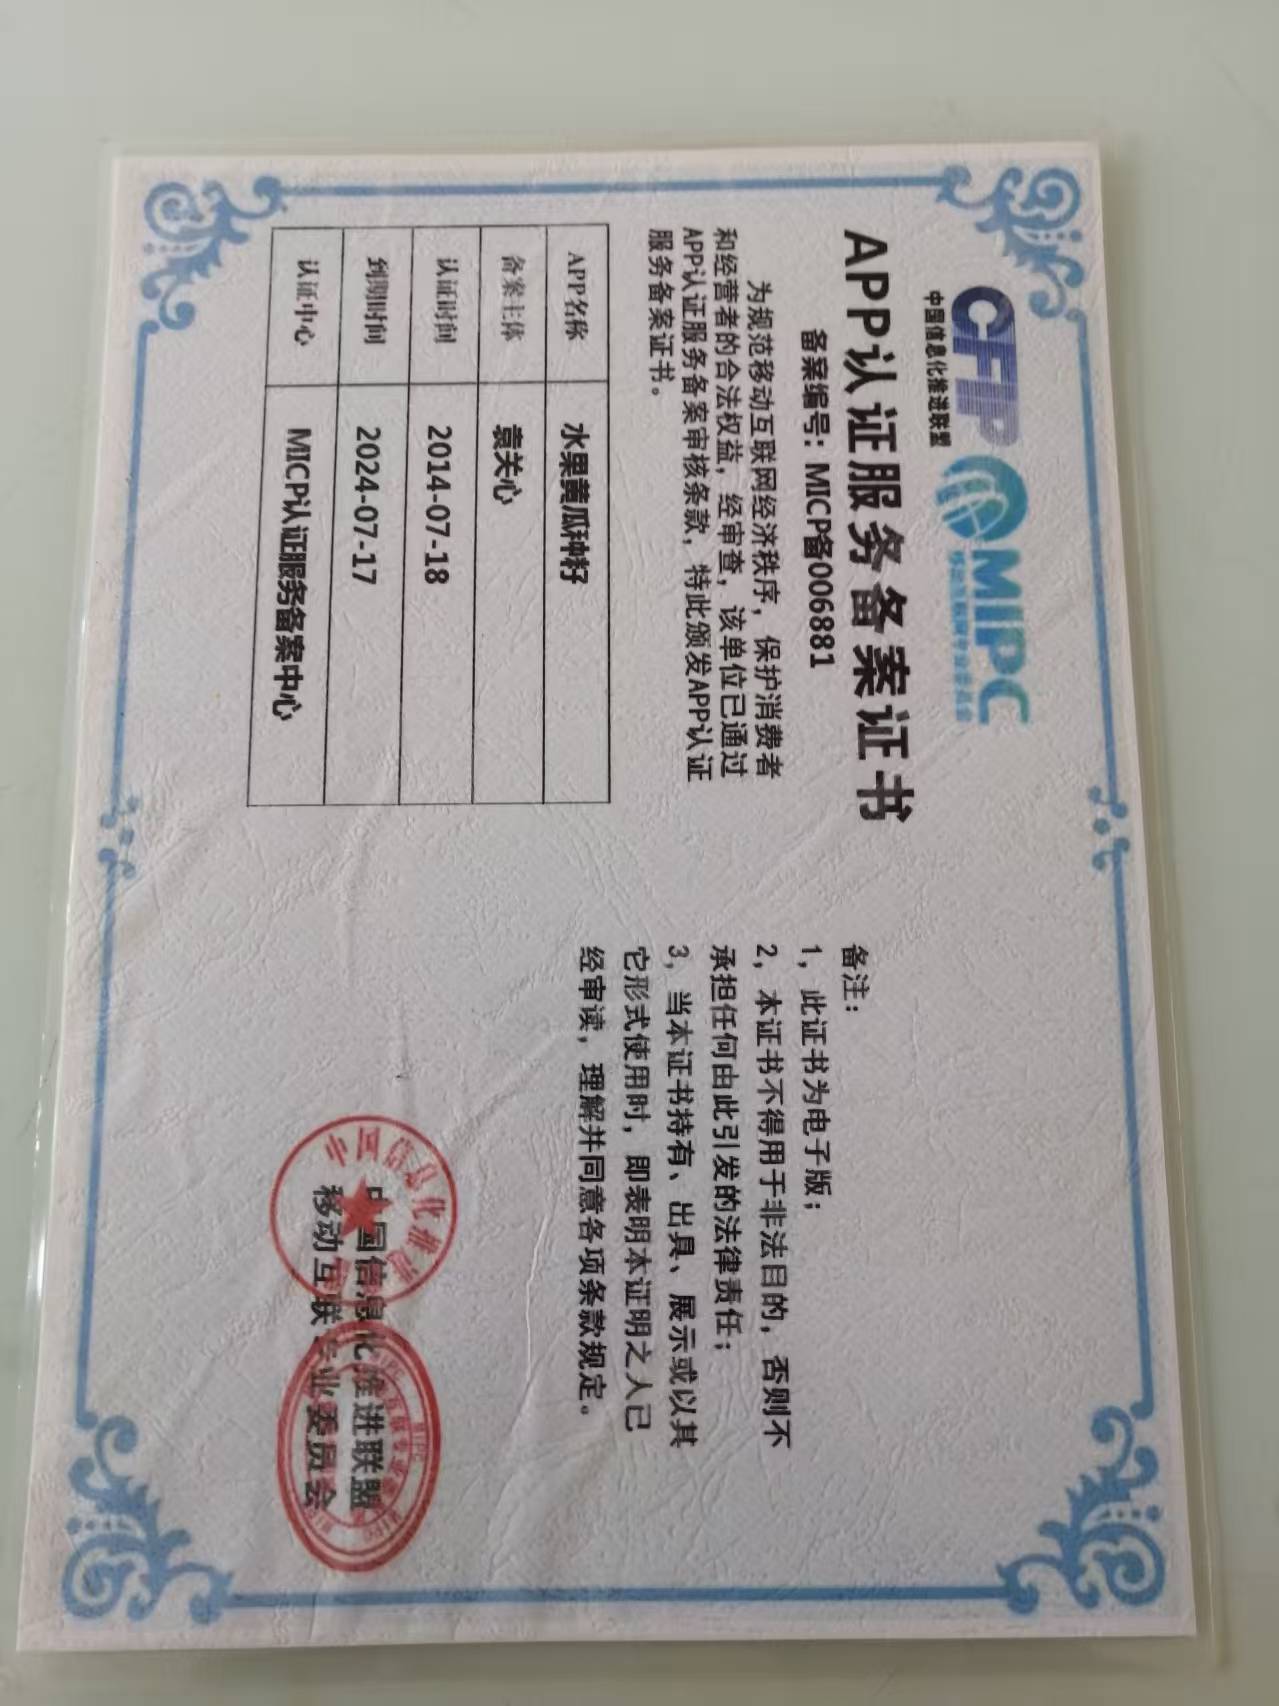 CFIP
中国信息化推进联盟
MIPC
APP认证服务备案证书
备案编号：MICP备006881
为规范移动互联网经济秩序，保护消费者
和经营者的合法权益，经审查，该单位已通过
APP认证服务备案审核条款，特此颁发APP认证
服务备案证书。
APP名称 水果黄瓜种籽
备案主体 袁关心
认证时间 2014-07-18
到期时间 2024-07-17
认证中心 MICP认证服务备案中心
备注：
1，此证书为电子版；
2，本证书不得用于非法目的，否则不
承担任何由此引发的法律责任；
3，当本证书持有、出具、展示或以其
它形式使用时，即表明本证明之人已
经审读，理解并同意各项条款规定。
中国信息化推进联盟
移动互联专业委员会